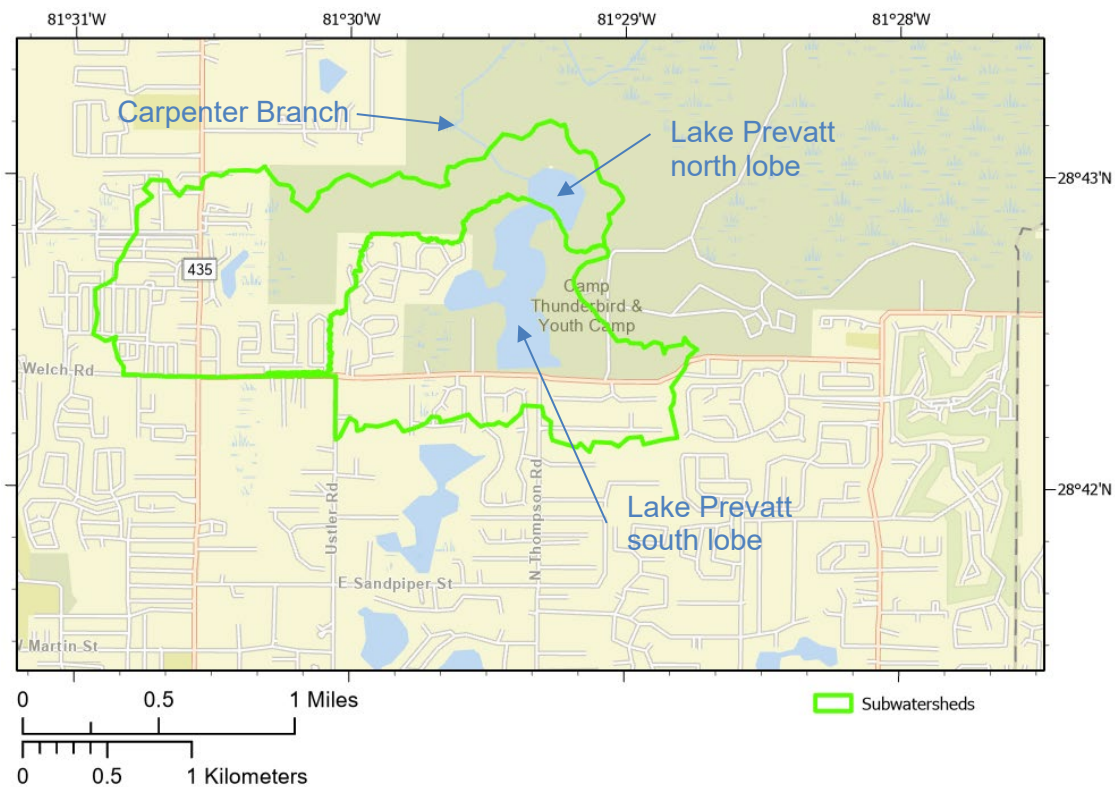 81°31'W
81°30'W
81°29'W
81°28'W
Carpenter Branch
Lake Prevatt
north lobe
28°43'N
435
Camp
Thunderbird &
Youth Camp
Welch Rd
28°42'N
Ustler Rd
N Thompson Rd
Lake Prevatt
south lobe
E Sandpiper St
Martin St
0 0.5 1 Miles
Subwatersheds
0 0.5 1 Kilometers